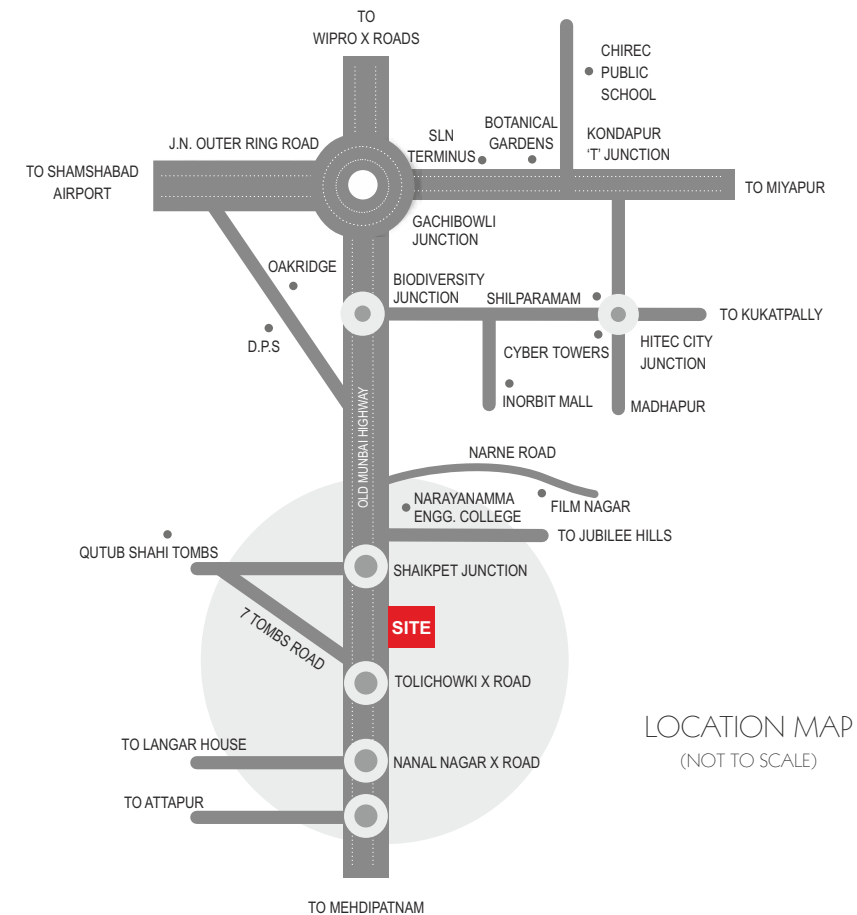 TO
WIPRO X ROADS
CHIREC
PUBLIC
SCHOOL
J.N. OUTER RING ROAD
SLN
TERMINUS
BOTANICAL
GARDENS
KONDAPUR
‘T’ JUNCTION
TO SHAMSHABAD
AIRPORT
TO MIYAPUR
GACHIBOWLI
JUNCTION
OAKRIDGE
BIODIVERSITY
JUNCTION
SHILPARAMAM
TO KUKATPALLY
D.P.S
CYBER TOWERS
HITEC CITY
JUNCTION
INORBIT MALL
MADHAPUR
OLD MUNBAI HIGHWAY
NARNE ROAD
NARAYANAMMA
ENGG. COLLEGE
FILM NAGAR
TO JUBILEE HILLS
QUTUB SHAHI TOMBS
SHAIKPET JUNCTION
7 TOMBS ROAD
SITE
TOLICHOWKI X ROAD
LOCATION MAP
(NOT TO SCALE)
TO LANGAR HOUSE
NANAL NAGAR X ROAD
TO ATTAPUR
TO MEHDIPATNAM